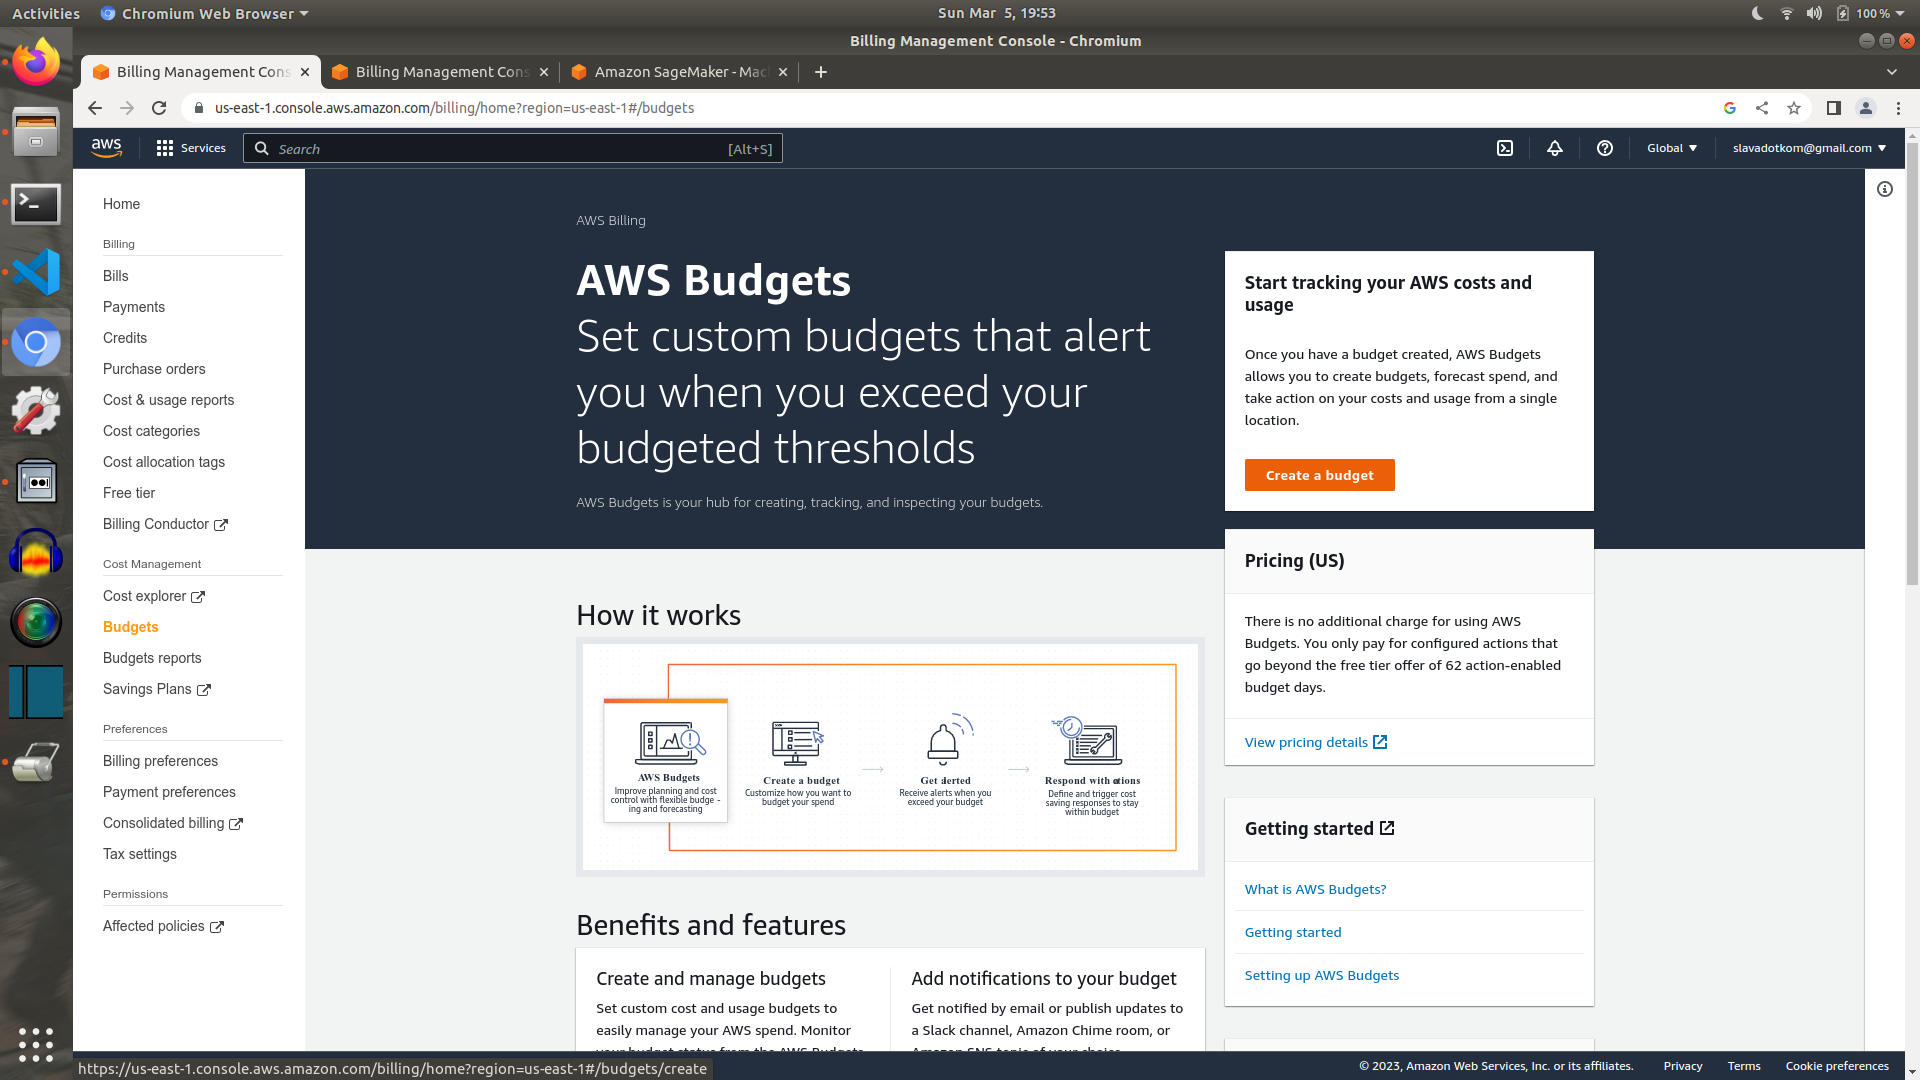 Activities
Chromium Web Browser
Sun Mar 5, 19:53
100 %
Billing Management Console - Chromium
Billing Management Cons
Billing Management Cons
Amazon SageMaker - Mac
us-east-1.console.aws.amazon.com/billing/home?region=us-east-1#/budgets
aws
Services
Search
[Alt+S]
Global
slavadotkom@gmail.com
Home
Billing
Bills
Payments
Credits
Purchase orders
Cost & usage reports
Cost categories
Cost allocation tags
Free tier
Billing Conductor
Cost Management
Cost explorer
Budgets
Budgets reports
Savings Plans
Preferences
Billing preferences
Payment preferences
Consolidated billing
Tax settings
Permissions
Affected policies
AWS Billing
AWS Budgets
Set custom budgets that alert
you when you exceed your
budgeted thresholds
AWS Budgets is your hub for creating, tracking, and inspecting your budgets.
Start tracking your AWS costs and
usage
Once you have a budget created, AWS Budgets
allows you to create budgets, forecast spend, and
take action on your costs and usage from a single
location.
Create a budget
Pricing (US)
There is no additional charge for using AWS
Budgets. You only pay for configured actions that
go beyond the free tier offer of 62 action-enabled
budget days.
View pricing details
Getting started
What is AWS Budgets?
Getting started
Setting up AWS Budgets
How it works
AWS Budgets
Improve planning and cost
control with flexible budge -
ing and forecasting
Create a budget
Customize how you want to
budget your spend
Get alerted
Receive alerts when you
exceed your budget
Respond with actions
Define and trigger cost
saving responses to stay
within budget
Benefits and features
Create and manage budgets
Set custom cost and usage budgets to
easily manage your AWS spend. Monitor
your budget status from the AWS Budgets
Add notifications to your budget
Get notified by email or publish updates to
a Slack channel, Amazon Chime room, or
Amazon SNS topic of your choice.
https://us-east-1.console.aws.amazon.com/billing/home?region=us-east-1#/budgets/create
© 2023, Amazon Web Services, Inc. or its affiliates.
Privacy
Terms
Cookie preferences